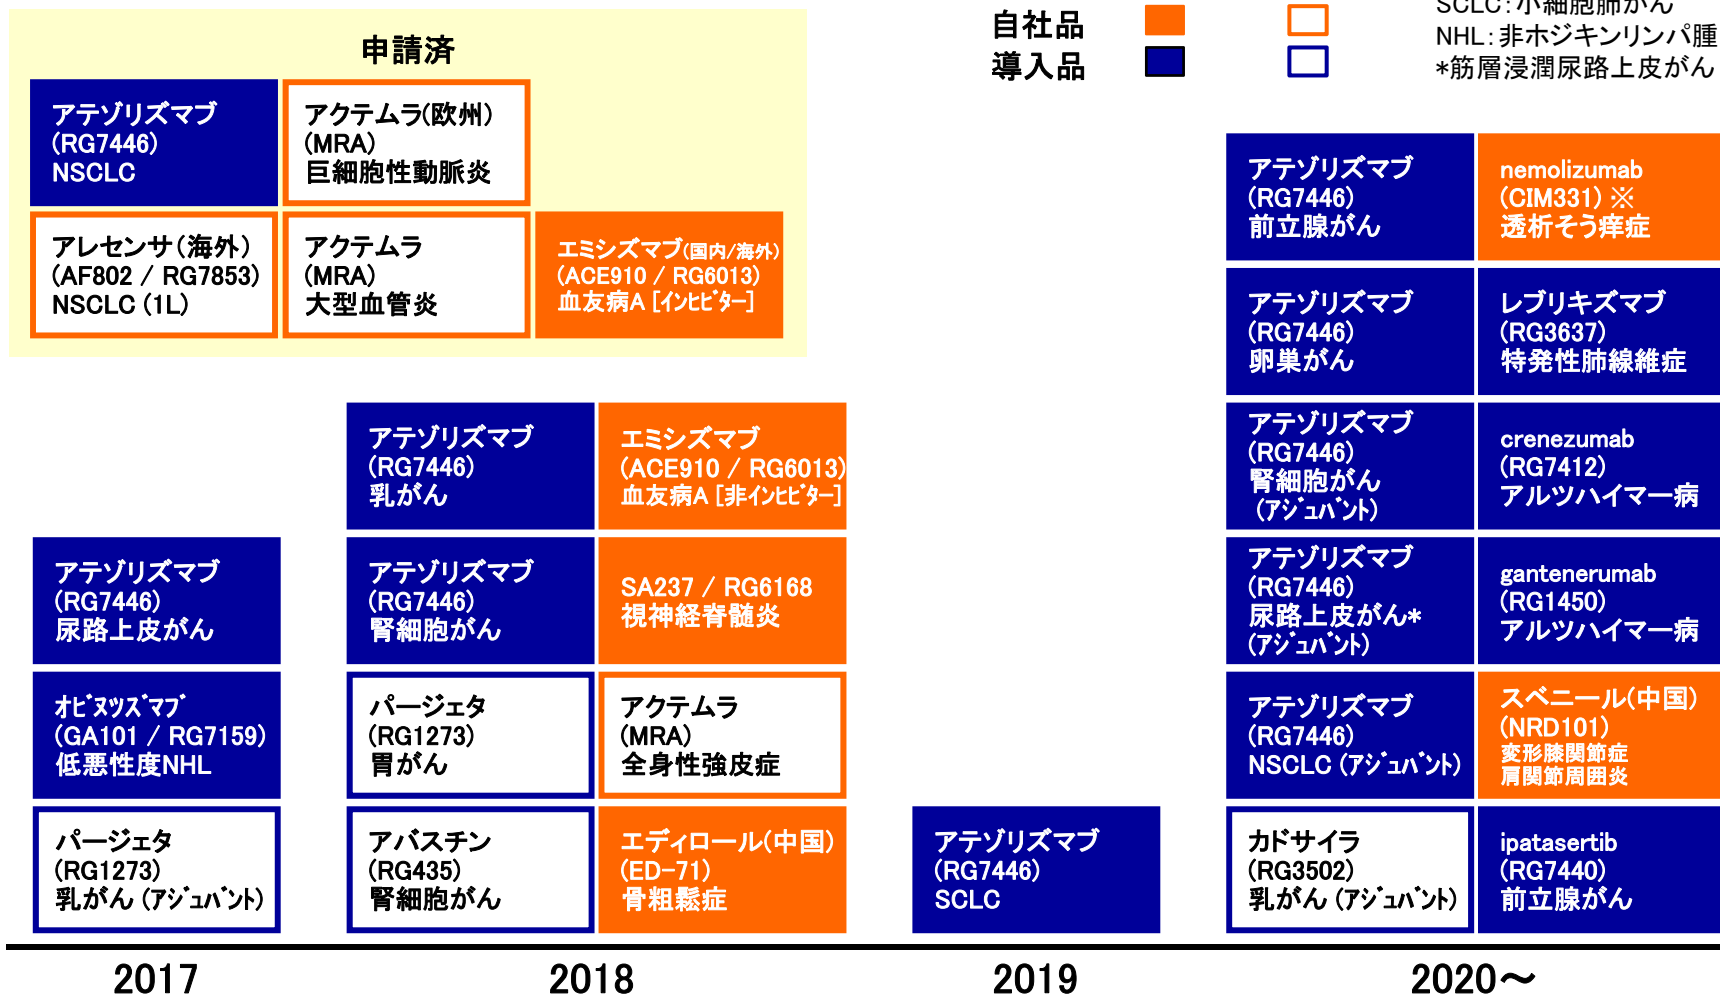 申請済
アテゾリズマブ
(RG7446)
NSCLC
アクテムラ(欧州)
(MRA)
巨細胞性動脈炎
アレセンサ(海外)
(AF802 / RG7853)
NSCLC (1L)
アクテムラ
(MRA)
大型血管炎
エミシズマブ(国内/海外)
(ACE910 / RG6013)
血友病A [インヒビター]
自社品
導入品
SCLC:小細胞肺がん
NHL:非ホジキンリンパ腫
*筋層浸潤尿路上皮がん
アテゾリズマブ
(RG7446)
尿路上皮がん
オビヌツズマブ
(GA101 / RG7159)
低悪性度NHL
パージェタ
(RG1273)
乳がん (アジュバント)
アテゾリズマブ
(RG7446)
乳がん
エミシズマブ
(ACE910 / RG6013)
血友病A [非インヒビター]
アテゾリズマブ
(RG7446)
腎細胞がん
SA237 / RG6168
視神経脊髄炎
パージェタ
(RG1273)
胃がん
アクテムラ
(MRA)
全身性強皮症
アバスチン
(RG435)
腎細胞がん
エディロール(中国)
(ED-71)
骨粗鬆症
アテゾリズマブ
(RG7446)
SCLC
アテゾリズマブ
(RG7446)
前立腺がん
nemolizumab
(CIM331) ※
透析そう痒症
アテゾリズマブ
(RG7446)
卵巣がん
レブリキズマブ
(RG3637)
特発性肺線維症
アテゾリズマブ
(RG7446)
腎細胞がん
(アジュバント)
crenezumab
(RG7412)
アルツハイマー病
アテゾリズマブ
(RG7446)
尿路上皮がん*
(アジュバント)
gantenerumab
(RG1450)
アルツハイマー病
アテゾリズマブ
(RG7446)
NSCLC (アジュバント)
スベニール(中国)
(NRD101)
変形膝関節症
肩関節周囲炎
カドサイラ
(RG3502)
乳がん (アジュバント)
ipatasertib
(RG7440)
前立腺がん
2017
2018
2019
2020～